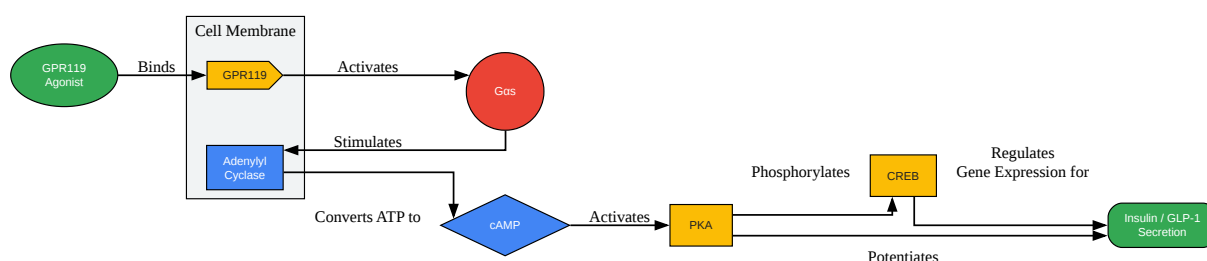 Cell Membrane
GPR119
Agonist
Binds
GPR119
Activates
Gαs
Stimulates
Adenylyl
Cyclase
Converts ATP to
cAMP
Activates
PKA
Phosphorylates
CREB
Regulates
Gene Expression for
Potentiates
Insulin / GLP-1
Secretion